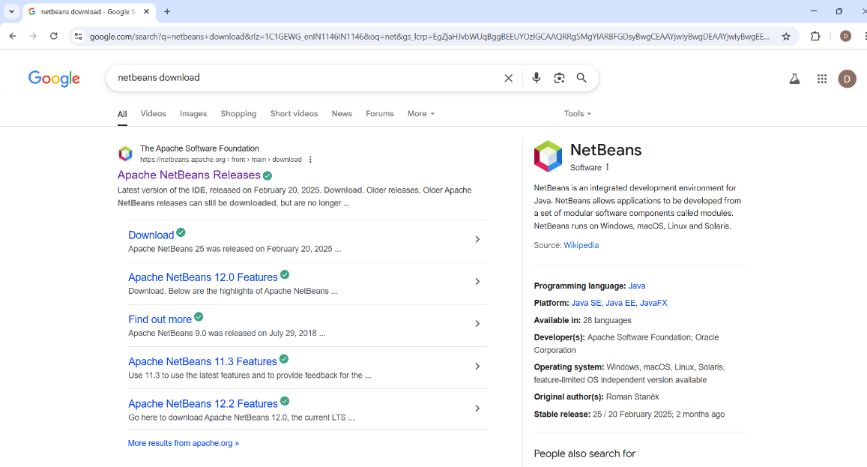 netbeans download - Google S
google.com/search?q=netbeans+download&rlz=1C1GEWG_enIN1146IN1146&oq=net&gs_lcrp=
D
Google
netbeans download
D
All Videos Images Shopping Short videos News Forums More Tools
The Apache Software Foundation
https://netbeans.apache.org › front › main › download
Apache NetBeans Releases
Latest version of the IDE, released on February 20, 2025. Download. Older releases. Older Apache
NetBeans releases can still be downloaded, but are no longer ...
Download
Apache NetBeans 25 was released on February 20, 2025 ...
Apache NetBeans 12.0 Features
Download. Below are the highlights of Apache NetBeans ...
Find out more
Apache NetBeans 9.0 was released on July 29, 2018 ...
Apache NetBeans 11.3 Features
Use 11.3 to use the latest features and to provide feedback for the ...
Apache NetBeans 12.2 Features
Go here to download Apache NetBeans 12.0, the current LTS ...
More results from apache.org »
NetBeans
Software
NetBeans is an integrated development environment for
Java. NetBeans allows applications to be developed from
a set of modular software components called modules.
NetBeans runs on Windows, macOS, Linux and Solaris.
Source: Wikipedia
Programming language: Java
Platform: Java SE, Java EE, JavaFX
Available in: 28 languages
Developer(s): Apache Software Foundation; Oracle
Corporation
Operating system: Windows, macOS, Linux, Solaris;
feature-limited OS independent version available
Original author(s): Roman Staněk
Stable release: 25 / 20 February 2025; 2 months ago
People also search for